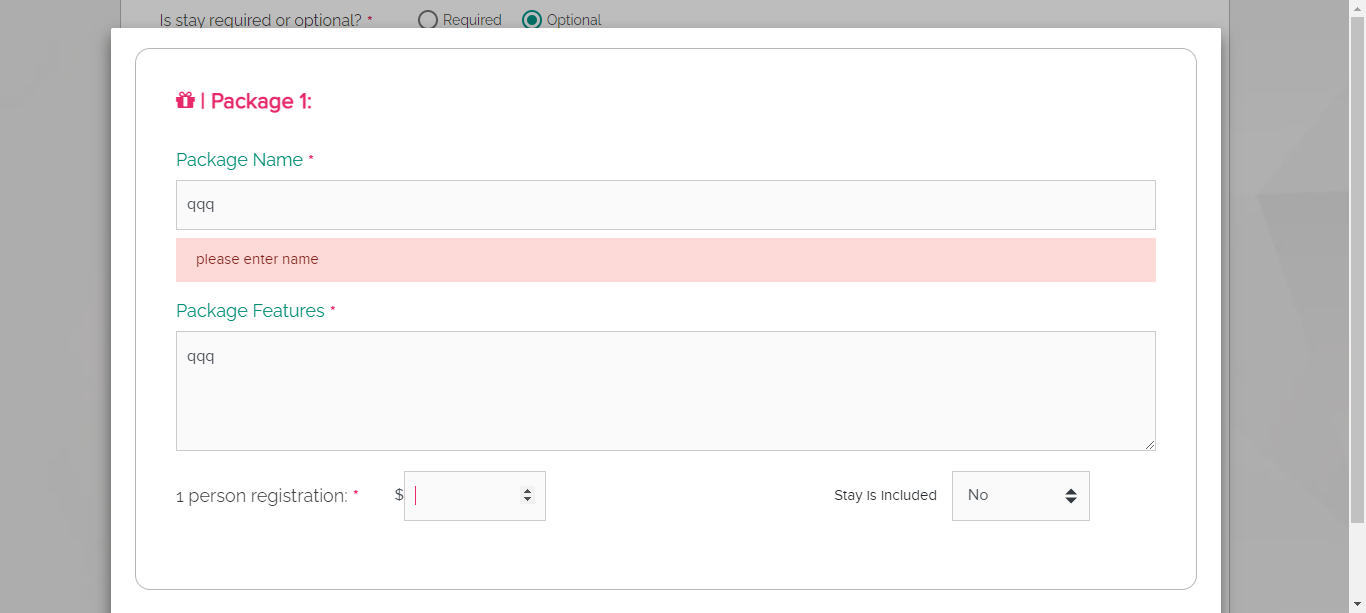 Is stay required or optional? * Required Optional
| Package 1:
Package Name *
qqq
please enter name
Package Features *
qqq
1 person registration: * $ Stay is Included No